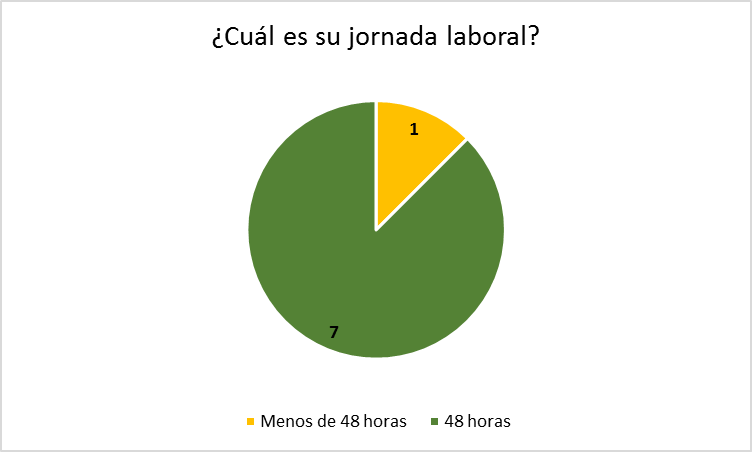 ¿Cuál es su jornada laboral?
1
7
Menos de 48 horas
48 horas